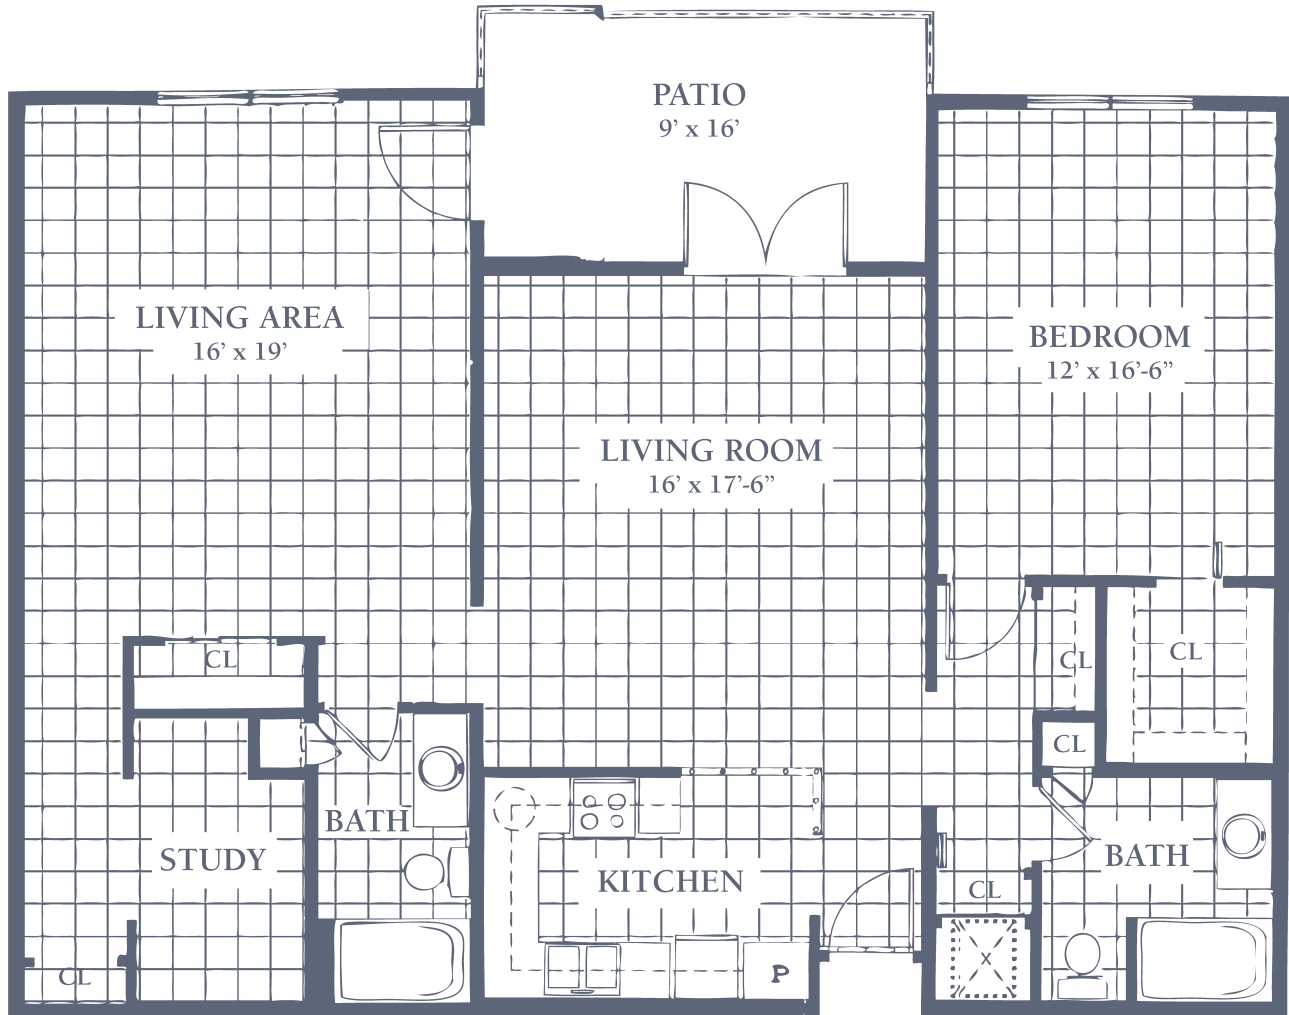 PATIO
9’ x 16’
LIVING AREA
16’ x 19’
BEDROOM
12’ x 16’-6”
LIVING ROOM
16’ x 17’-6”
CL
CL
CL
CL
BATH
STUDY
KITCHEN
BATH
CL
CL
X
P